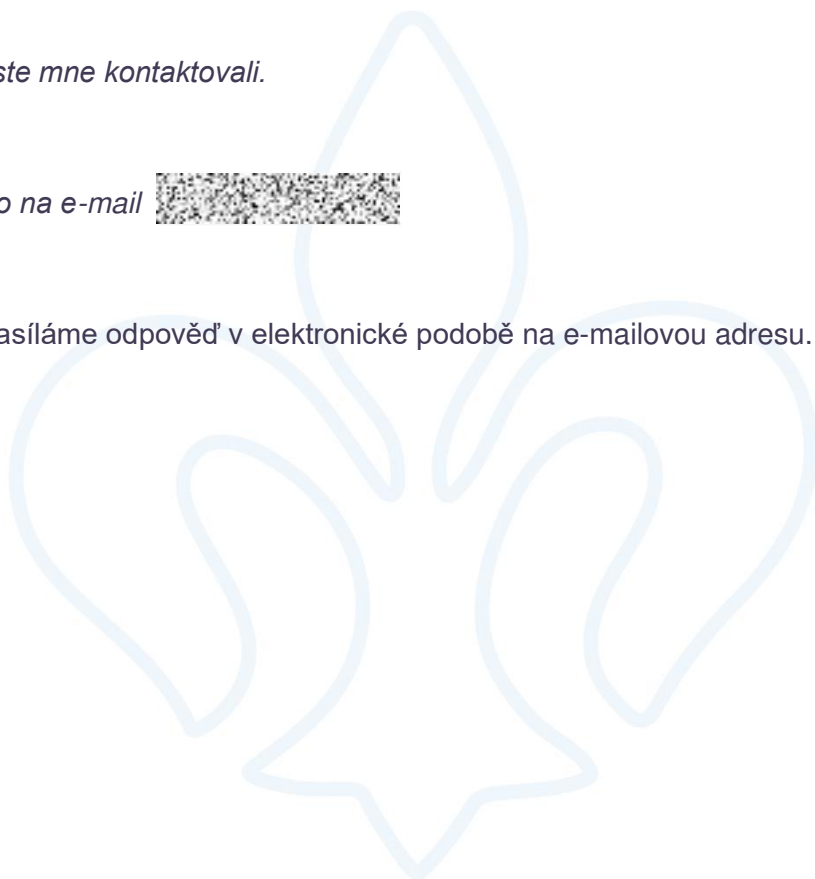 ste mne kontaktovali.
o na e-mail
asíláme odpověď v elektronické podobě na e-mailovou adresu.